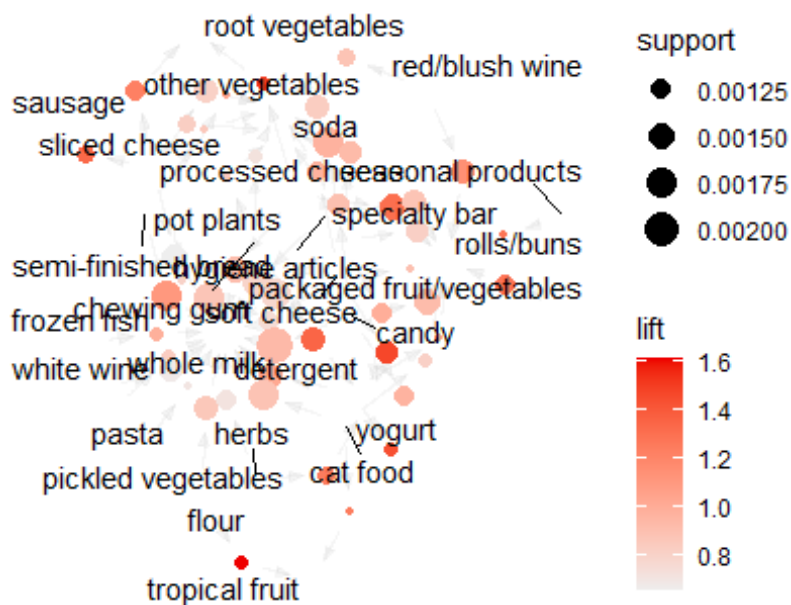 root vegetables
red/blush wine
other vegetables
sausage
soda
sliced cheese
processed cheese
seasonal products
pot plants
specialty bar
rolls/buns
semi-finished bread
hygiene articles
packaged fruit/vegetables
chewing gum
soft cheese
frozen fish
candy
white wine
whole milk
detergent
pasta
herbs
yogurt
pickled vegetables
cat food
flour
tropical fruit
support
0.00125
0.00150
0.00175
0.00200
lift
1.6
1.4
1.2
1.0
0.8